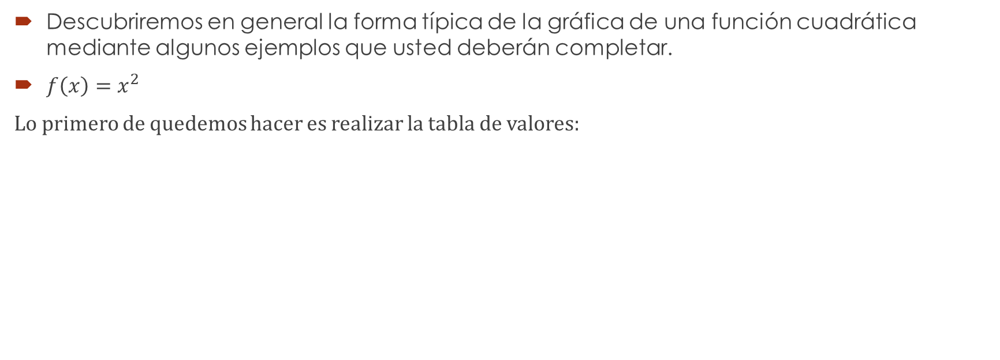 Descubriremos en general la forma típica de la gráfica de una función cuadrática
mediante algunos ejemplos que usted deberán completar.
f(x) = x²
Lo primero de quedemos hacer es realizar la tabla de valores: